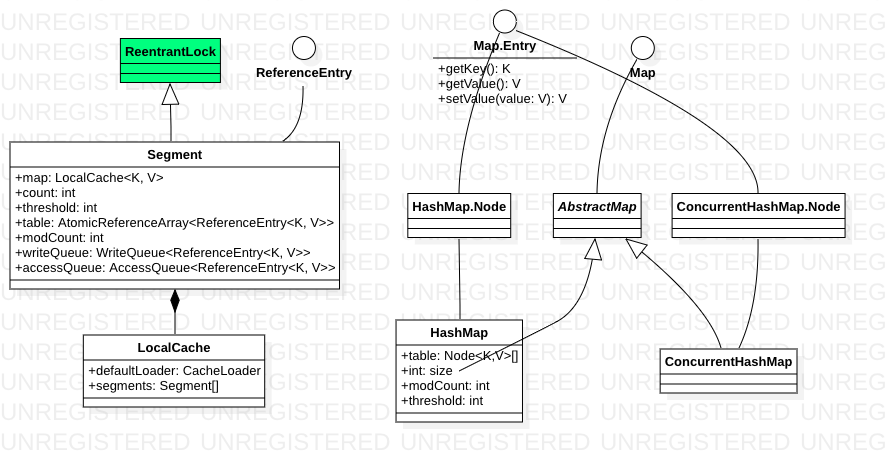 UNREGISTERED
ReentrantLock
ReferenceEntry
Map.Entry
+getKey(): K
+getValue(): V
+setValue(value: V): V
Map
Segment
+map: LocalCache<K, V>
+count: int
+threshold: int
+table: AtomicReferenceArray<ReferenceEntry<K, V>>
+modCount: int
+writeQueue: WriteQueue<ReferenceEntry<K, V>>
+accessQueue: AccessQueue<ReferenceEntry<K, V>>
HashMap.Node
AbstractMap
ConcurrentHashMap.Node
LocalCache
+defaultLoader: CacheLoader
+segments: Segment[]
HashMap
+table: Node<K,V>[]
+int: size
+modCount: int
+threshold: int
ConcurrentHashMap